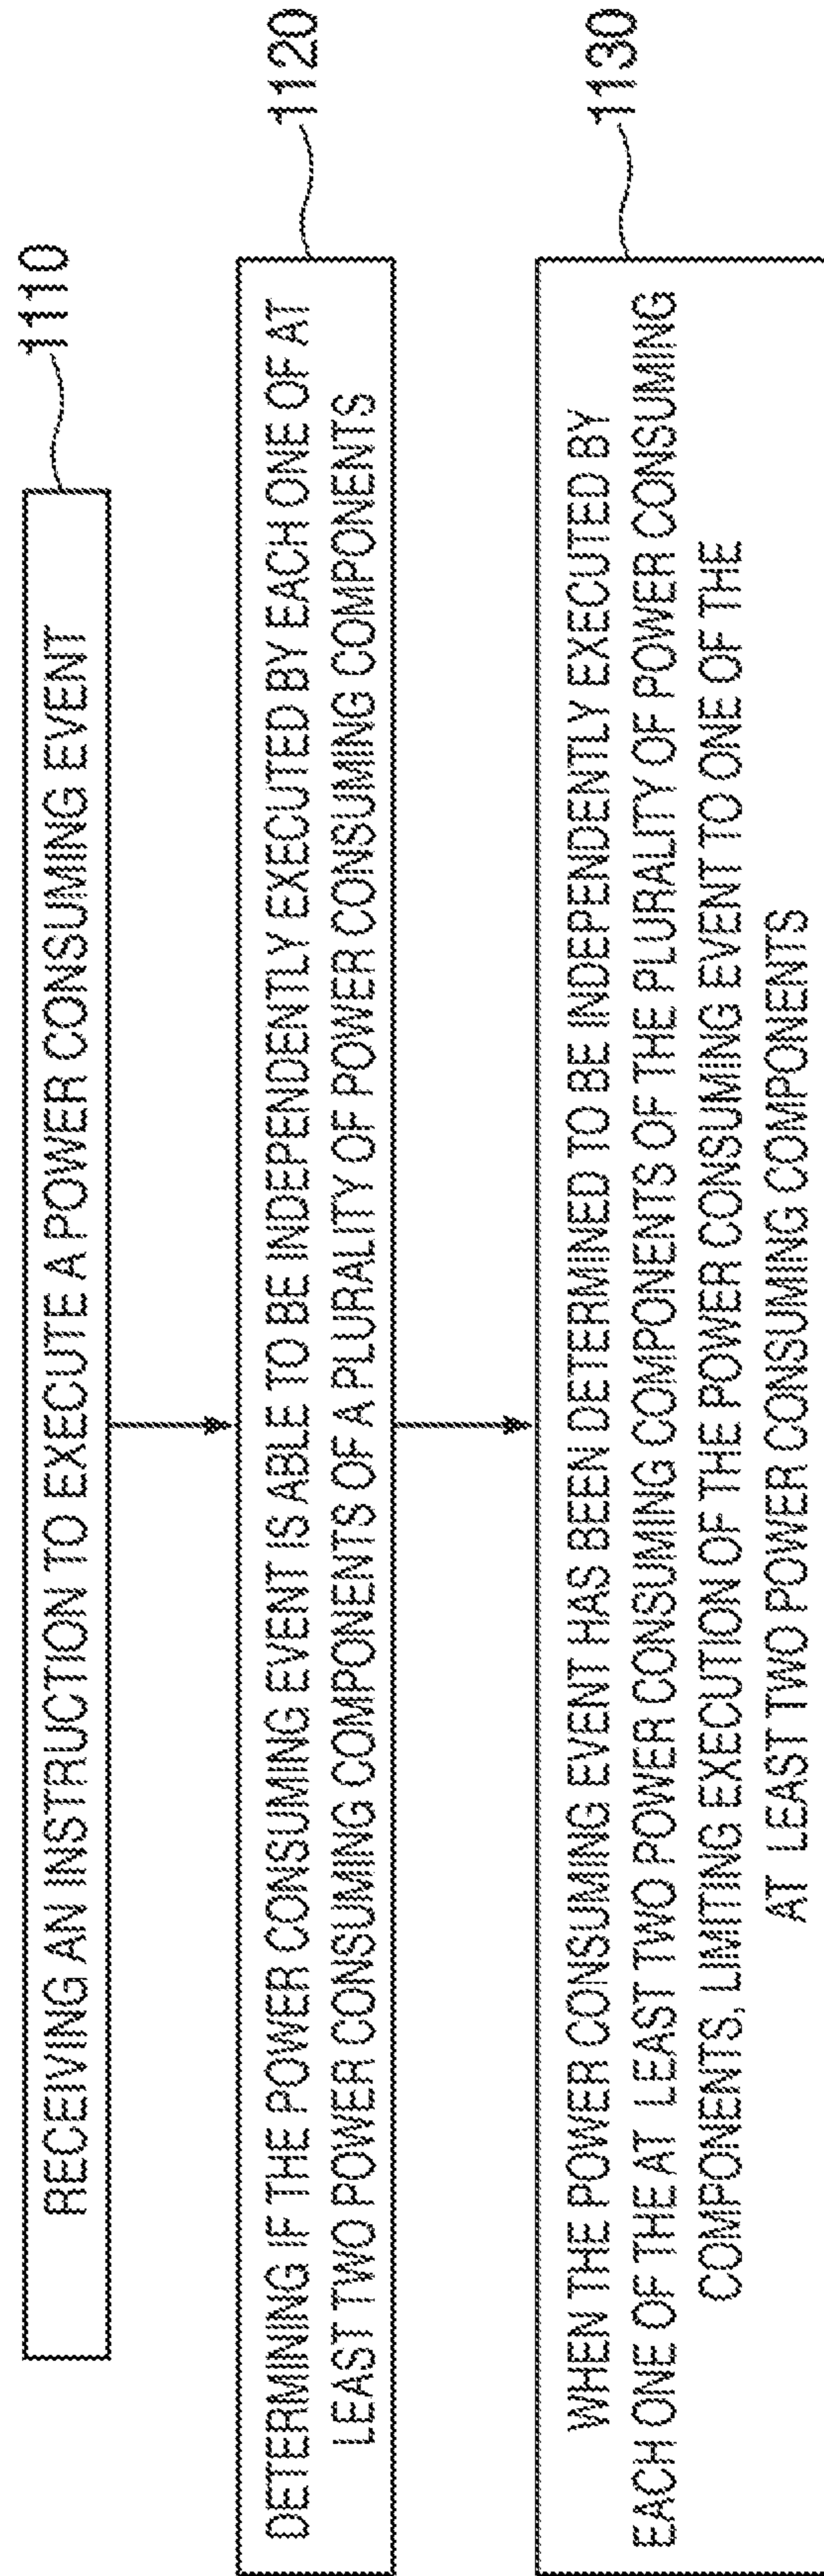 1110
RECEIVING AN INSTRUCTION TO EXECUTE A POWER CONSUMING EVENT
1120
DETERMINING IF THE POWER CONSUMING EVENT IS ABLE TO BE INDEPENDENTLY EXECUTED BY EACH ONE OF AT
LEAST TWO POWER CONSUMING COMPONENTS OF A PLURALITY OF POWER CONSUMING COMPONENTS
1130
WHEN THE POWER CONSUMING EVENT HAS BEEN DETERMINED TO BE INDEPENDENTLY EXECUTED BY
EACH ONE OF THE AT LEAST TWO POWER CONSUMING COMPONENTS OF THE PLURALITY OF POWER CONSUMING
COMPONENTS, LIMITING EXECUTION OF THE POWER CONSUMING EVENT TO ONE OF THE
AT LEAST TWO POWER CONSUMING COMPONENTS